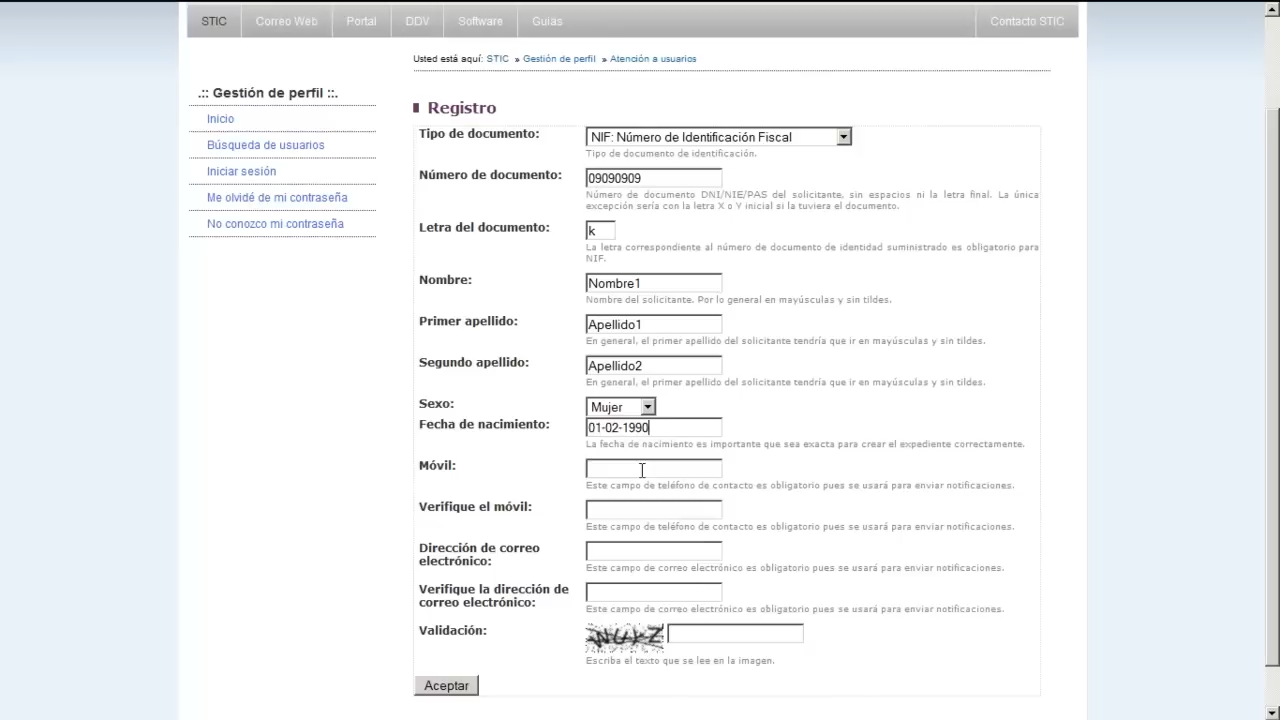 STIC Correo Web Portal DDV Software Guías Contacto STIC
Usted está aquí: STIC » Gestión de perfil » Atención a usuarios
.:: Gestión de perfil ::.
Inicio
Búsqueda de usuarios
Iniciar sesión
Me olvidé de mi contraseña
No conozco mi contraseña
Registro
Tipo de documento: NIF: Número de Identificación Fiscal
Tipo de documento de identificación.
Número de documento: 09090909
Número de documento DNI/NIE/PAS del solicitante, sin espacios ni la letra final. La única
excepción sería con la letra X o Y inicial si la tuviera el documento.
Letra del documento: k
La letra correspondiente al número de documento de identidad suministrado es obligatorio para
NIF.
Nombre: Nombre1
Nombre del solicitante. Por lo general en mayúsculas y sin tildes.
Primer apellido: Apellido1
En general, el primer apellido del solicitante tendría que ir en mayúsculas y sin tildes.
Segundo apellido: Apellido2
En general, el primer apellido del solicitante tendría que ir en mayúsculas y sin tildes.
Sexo: Mujer
Fecha de nacimiento: 01-02-1990
La fecha de nacimiento es importante que sea exacta para crear el expediente correctamente.
Móvil:
Este campo de teléfono de contacto es obligatorio pues se usará para enviar notificaciones.
Verifique el móvil:
Este campo de teléfono de contacto es obligatorio pues se usará para enviar notificaciones.
Dirección de correo
electrónico:
Este campo de correo electrónico es obligatorio pues se usará para enviar notificaciones.
Verifique la dirección de
correo electrónico:
Este campo de correo electrónico es obligatorio pues se usará para enviar notificaciones.
Validación:
Escriba el texto que se lee en la imagen.
Aceptar